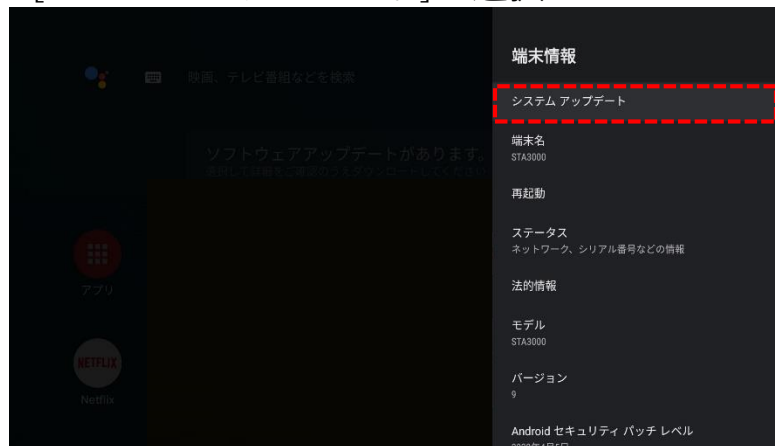 映画、テレビ番組などを検索
ソフトウェアアップデートがあります。
アプリ
NETFLIX
Netflix
端末情報
システム アップデート
端末名
STA3000
再起動
ステータス
ネットワーク、シリアル番号などの情報
法的情報
モデル
STA3000
バージョン
9
Android セキュリティ パッチ レベル